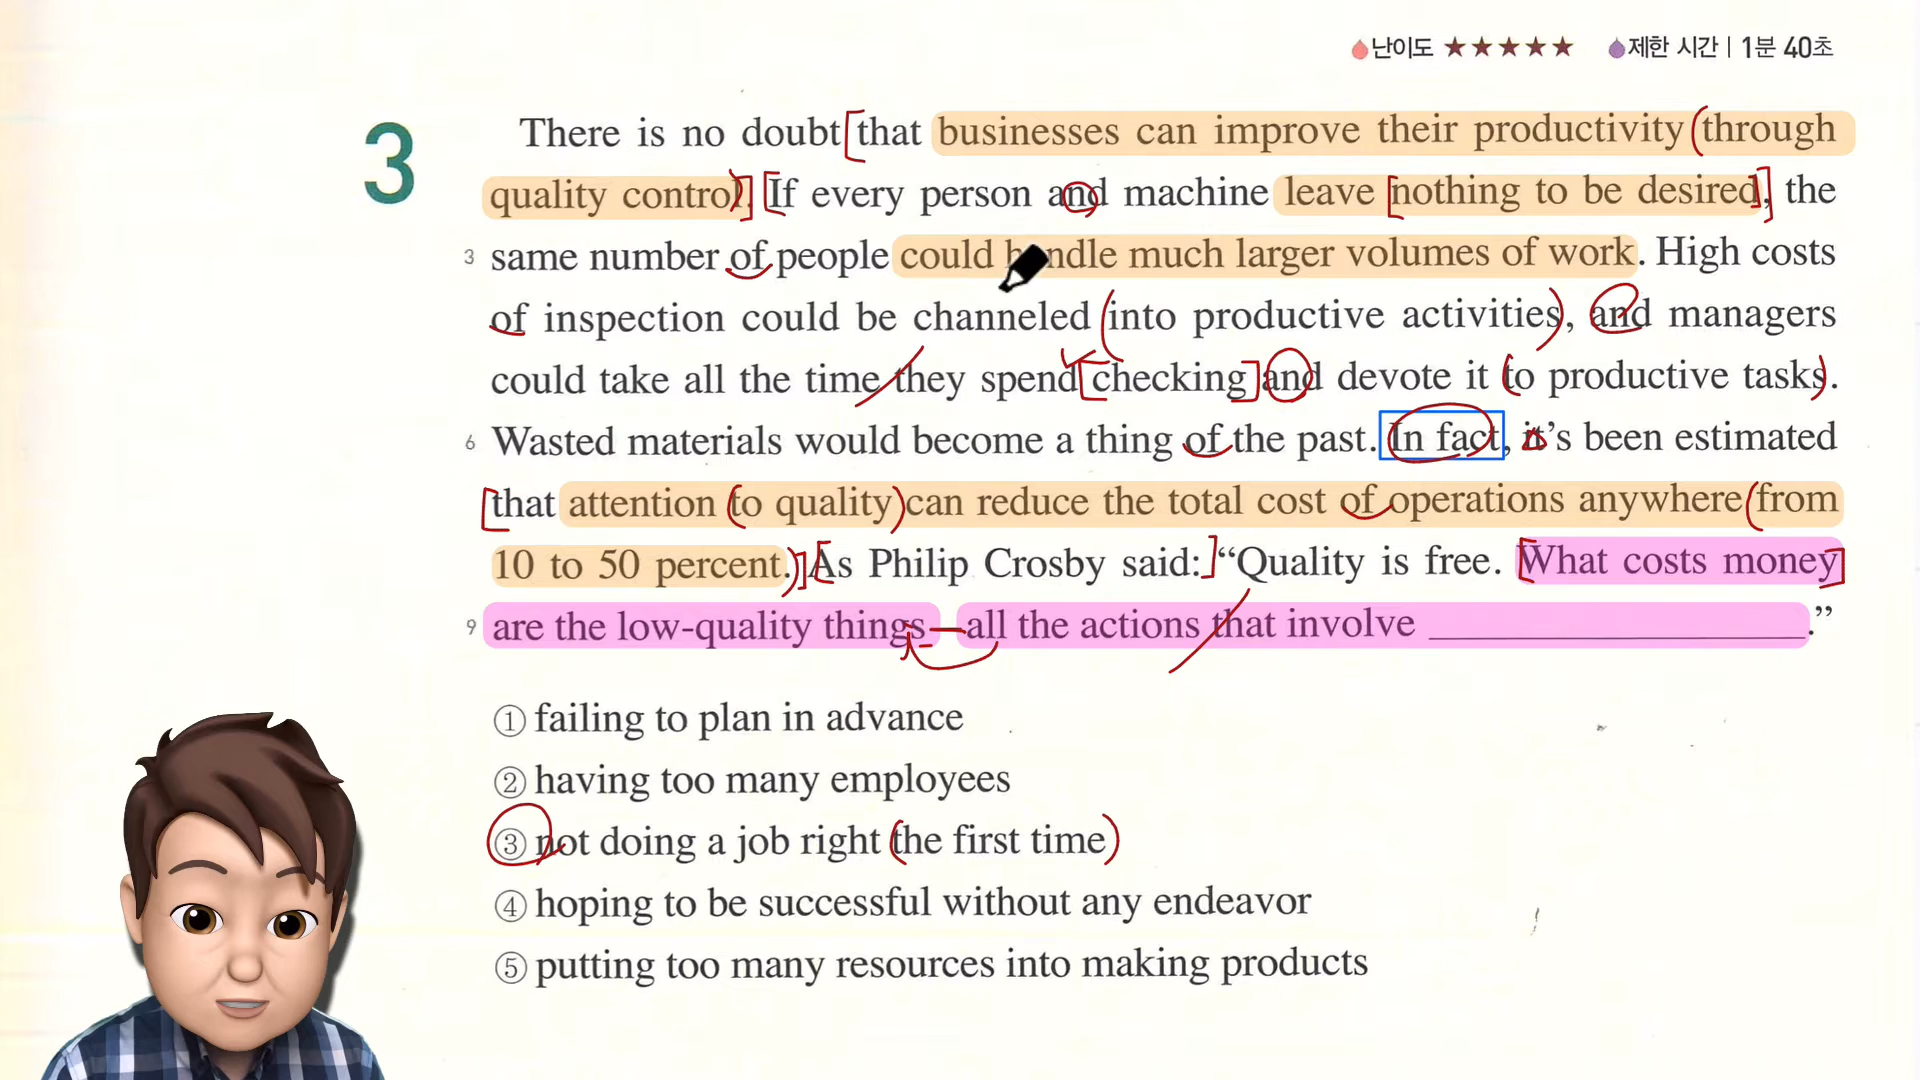 난이도 ★★★★★ 제한 시간 | 1분 40초
3
There is no doubt that businesses can improve their productivity through
quality control. If every person and machine leave nothing to be desired, the
3 same number of people could handle much larger volumes of work. High costs
of inspection could be channeled into productive activities, and managers
could take all the time they spend checking and devote it to productive tasks.
6 Wasted materials would become a thing of the past. In fact, it's been estimated
that attention to quality can reduce the total cost of operations anywhere from
10 to 50 percent. As Philip Crosby said: “Quality is free. What costs money
9 are the low-quality things—all the actions that involve ____________________.”
① failing to plan in advance
② having too many employees
③ not doing a job right the first time
④ hoping to be successful without any endeavor
⑤ putting too many resources into making products